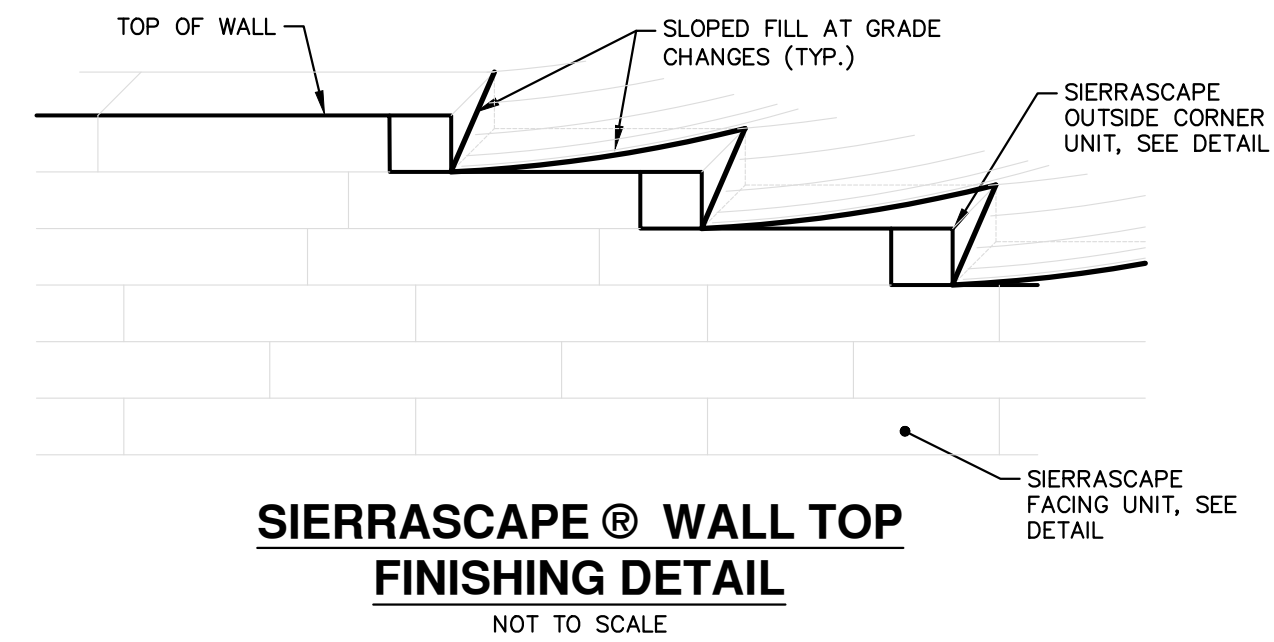 TOP OF WALL
SLOPED FILL AT GRADE
CHANGES (TYP.)
SIERRASCAPE
OUTSIDE CORNER
UNIT, SEE DETAIL
SIERRASCAPE
FACING UNIT, SEE
DETAIL
SIERRASCAPE ® WALL TOP
FINISHING DETAIL
NOT TO SCALE